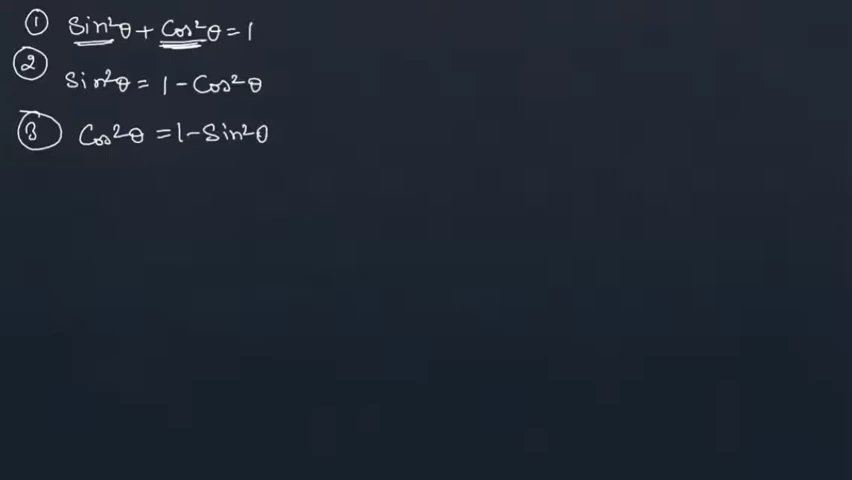 ① Sin²θ + Cos²θ = 1
② Sin²θ = 1 - Cos²θ
③ Cos²θ = 1 - Sin²θ